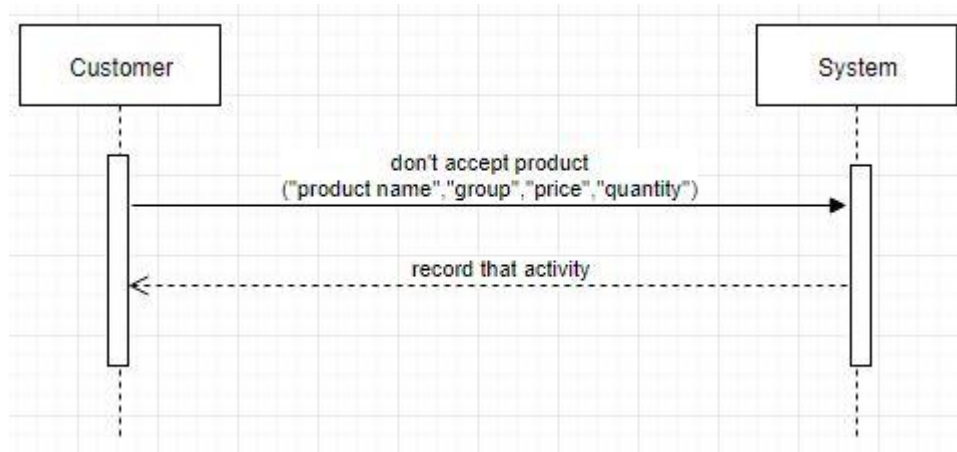 Customer
System
don't accept product
("product name","group","price","quantity")
record that activity